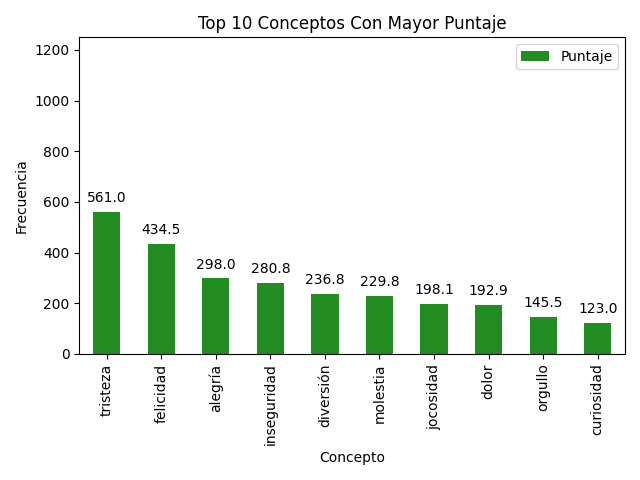 Top 10 Conceptos Con Mayor Puntaje
Puntaje
Frecuencia
1200
1000
800
600
400
200
0
561.0
434.5
298.0
280.8
236.8
229.8
198.1
192.9
145.5
123.0
tristeza
felicidad
alegría
inseguridad
diversión
molestia
jocosidad
dolor
orgullo
curiosidad
Concepto